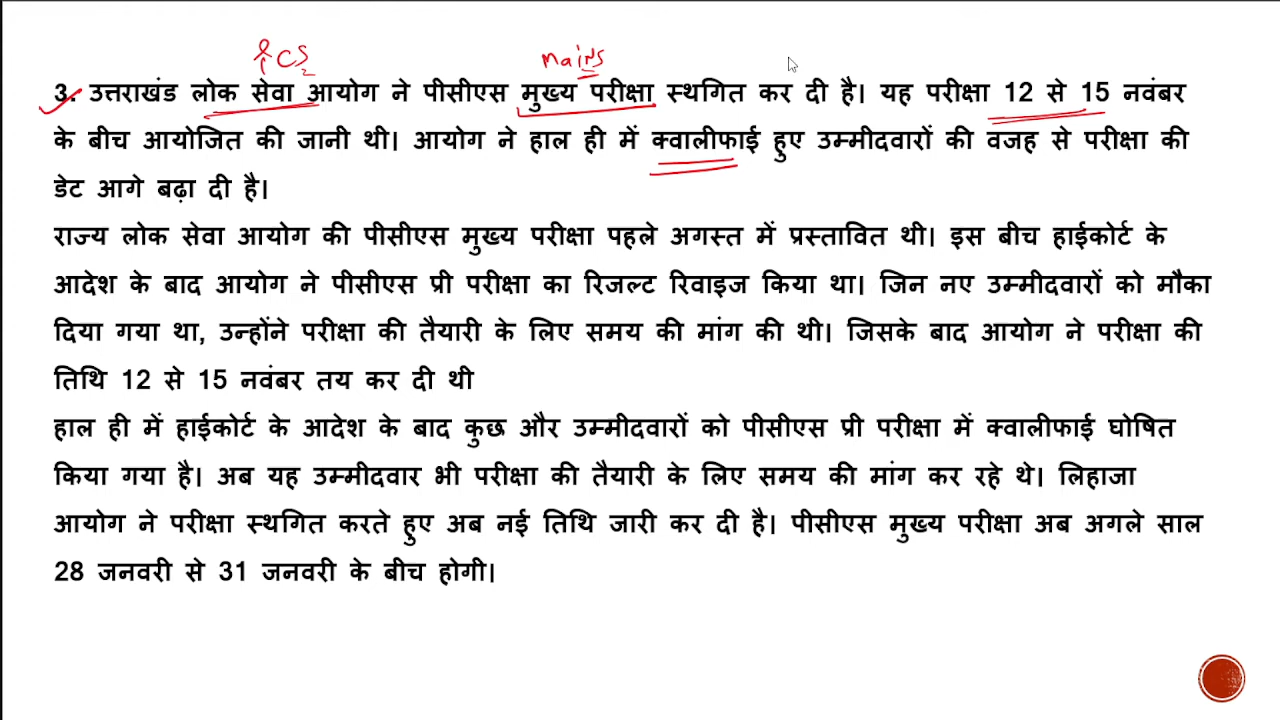 PCS mains
3. उत्तराखंड लोक सेवा आयोग ने पीसीएस मुख्य परीक्षा स्थगित कर दी है। यह परीक्षा 12 से 15 नवंबर
के बीच आयोजित की जानी थी। आयोग ने हाल ही में क्वालीफाई हुए उम्मीदवारों की वजह से परीक्षा की
डेट आगे बढ़ा दी है।
राज्य लोक सेवा आयोग की पीसीएस मुख्य परीक्षा पहले अगस्त में प्रस्तावित थी। इस बीच हाईकोर्ट के
आदेश के बाद आयोग ने पीसीएस प्री परीक्षा का रिजल्ट रिवाइज किया था। जिन नए उम्मीदवारों को मौका
दिया गया था, उन्होंने परीक्षा की तैयारी के लिए समय की मांग की थी। जिसके बाद आयोग ने परीक्षा की
तिथि 12 से 15 नवंबर तय कर दी थी
हाल ही में हाईकोर्ट के आदेश के बाद कुछ और उम्मीदवारों को पीसीएस प्री परीक्षा में क्वालीफाई घोषित
किया गया है। अब यह उम्मीदवार भी परीक्षा की तैयारी के लिए समय की मांग कर रहे थे। लिहाजा
आयोग ने परीक्षा स्थगित करते हुए अब नई तिथि जारी कर दी है। पीसीएस मुख्य परीक्षा अब अगले साल
28 जनवरी से 31 जनवरी के बीच होगी।